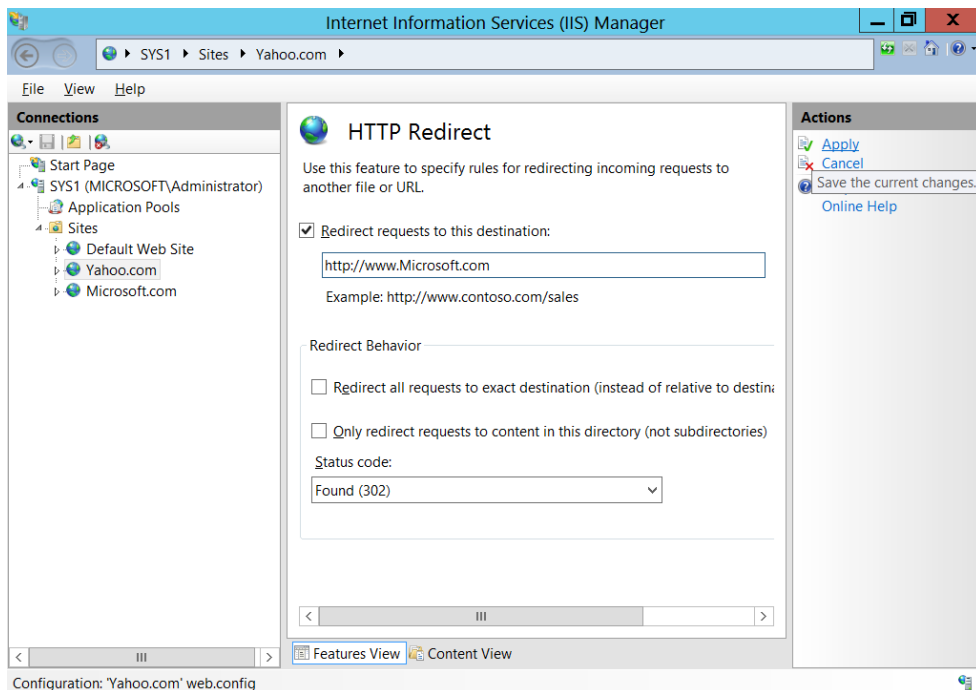 Internet Information Services (IIS) Manager
SYS1 Sites Yahoo.com
File View Help
Connections
Start Page
SYS1 (MICROSOFT\Administrator)
Application Pools
Sites
Default Web Site
Yahoo.com
Microsoft.com
HTTP Redirect
Use this feature to specify rules for redirecting incoming requests to
another file or URL.
Redirect requests to this destination:
http://www.Microsoft.com
Example: http://www.contoso.com/sales
Redirect Behavior
Redirect all requests to exact destination (instead of relative to destina
Only redirect requests to content in this directory (not subdirectories)
Status code:
Found (302)
Features View Content View
Actions
Apply
Cancel
Save the current changes.
Online Help
Configuration: 'Yahoo.com' web.config